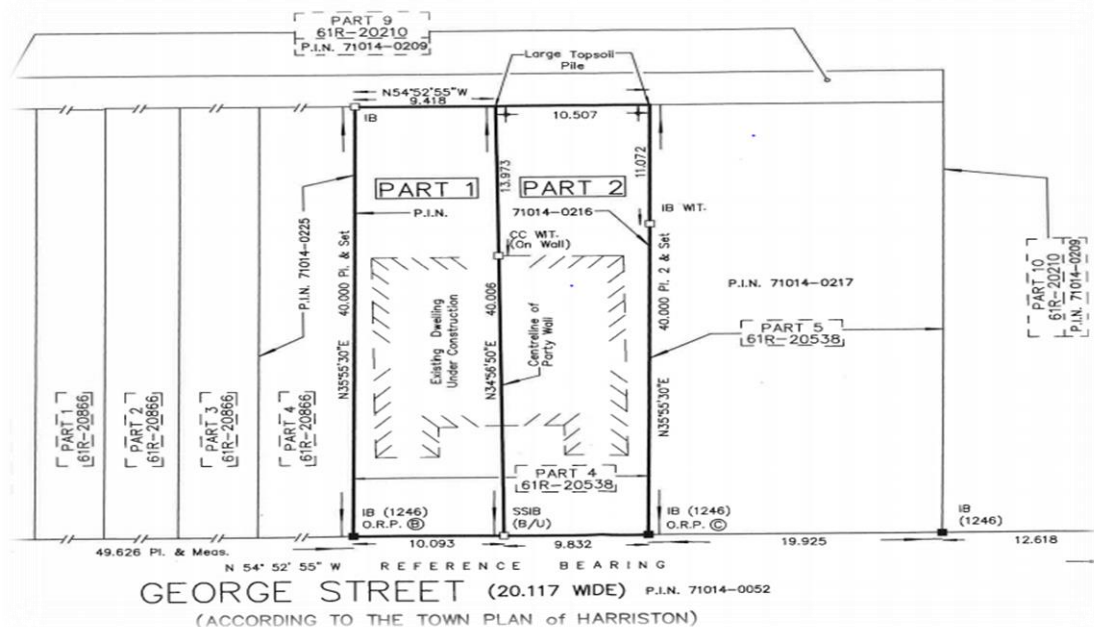 PART 9
61R-20210
P.I.N. 71014-0209
Large Topsoil
Pile
N54°52'55"W
9.418
10.507
IB
13.973
11.072
PART 1
PART 2
P.I.N.
71014-0216
IB WIT.
CC WIT.
(On Wall)
P.I.N. 71014-0225
40.000 Pl. & Set
N35°55'30"E
Existing Dwelling
Under Construction
40.006
N34°56'50"E
Centreline of
Party Wall
40.000 Pl. 2 & Set
N35°55'30"E
P.I.N. 71014-0217
PART 5
61R-20538
PART 10
61R-20210
P.I.N. 71014-0209
PART 1
61R-20866
PART 2
61R-20866
PART 3
61R-20866
PART 4
61R-20866
PART 4
61R-20538
IB (1246)
O.R.P. Ⓑ
SSIB
(B/U)
IB (1246)
O.R.P. Ⓒ
IB
(1246)
49.626 Pl. & Meas.
10.093
9.832
19.925
12.618
N 54° 52' 55" W REFERENCE BEARING
GEORGE STREET (20.117 WIDE) P.I.N. 71014-0052
(ACCORDING TO THE TOWN PLAN of HARRISTON)